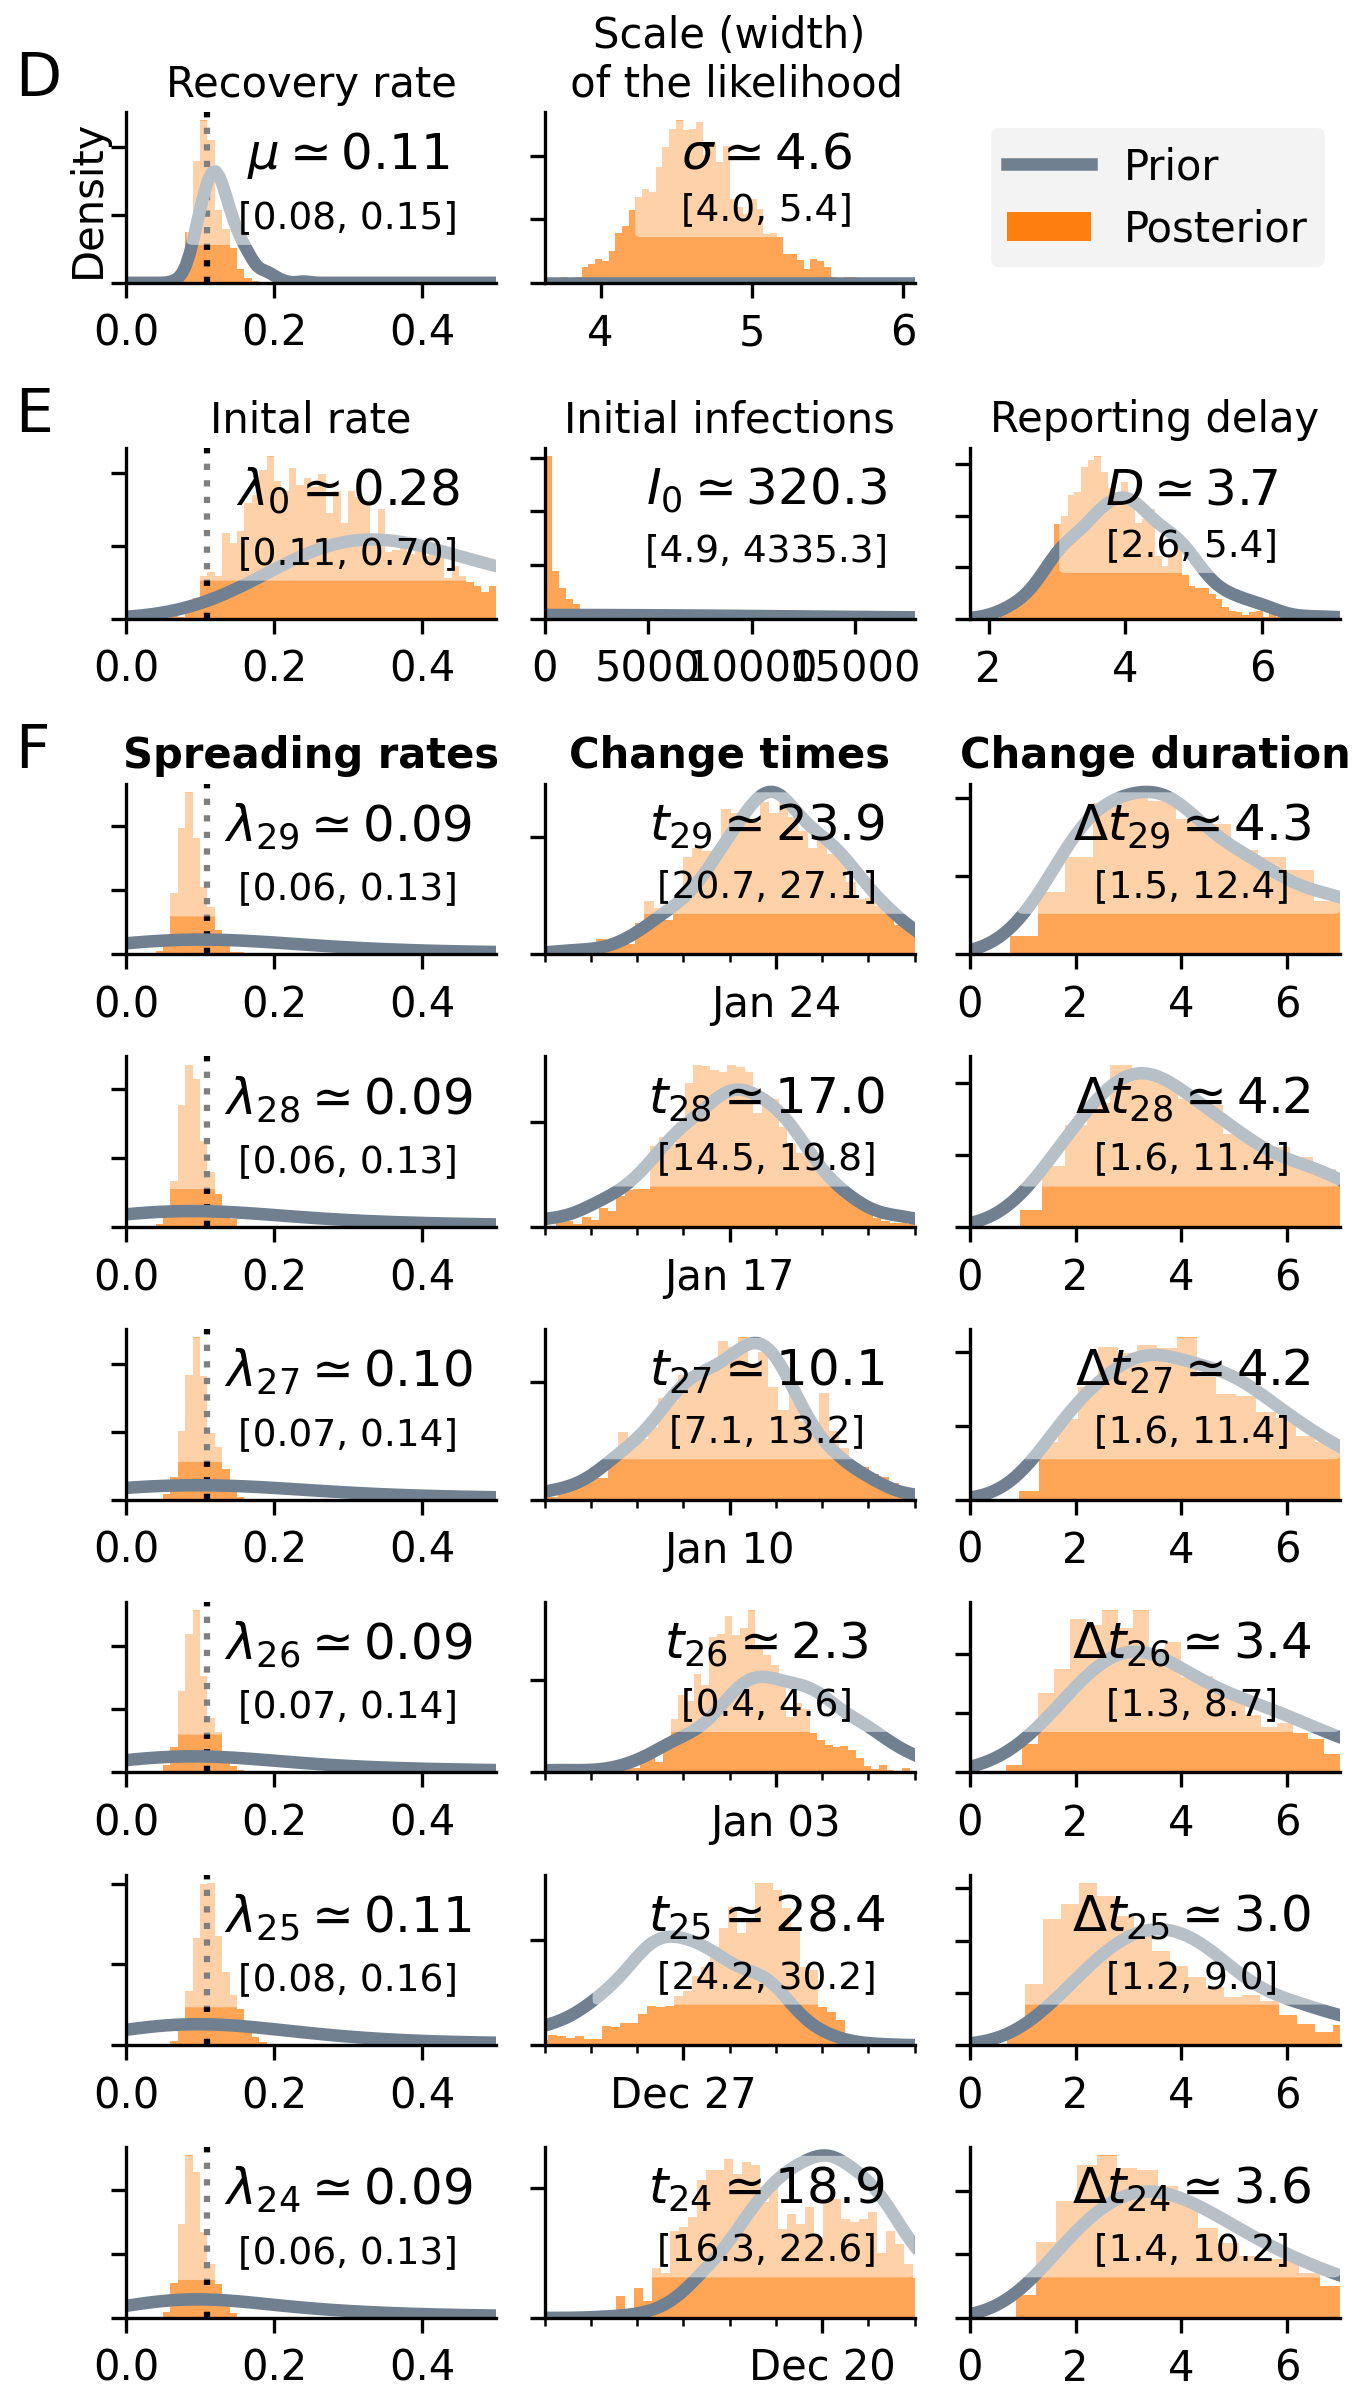 D
Recovery rate
Scale (width)
of the likelihood
Density
μ ≃ 0.11
[0.08, 0.15]
σ ≃ 4.6
[4.0, 5.4]
Prior
Posterior
0.0 0.2 0.4
4 5 6
E
Inital rate
Initial infections
Reporting delay
λ0 ≃ 0.28
[0.11, 0.70]
I0 ≃ 320.3
[4.9, 4335.3]
D ≃ 3.7
[2.6, 5.4]
0.0 0.2 0.4
0 5000 10000 15000
2 4 6
F
Spreading rates
Change times
Change duration
λ29 ≃ 0.09
[0.06, 0.13]
t29 ≃ 23.9
[20.7, 27.1]
Δt29 ≃ 4.3
[1.5, 12.4]
0.0 0.2 0.4
Jan 24
0 2 4 6
λ28 ≃ 0.09
[0.06, 0.13]
t28 ≃ 17.0
[14.5, 19.8]
Δt28 ≃ 4.2
[1.6, 11.4]
0.0 0.2 0.4
Jan 17
0 2 4 6
λ27 ≃ 0.10
[0.07, 0.14]
t27 ≃ 10.1
[7.1, 13.2]
Δt27 ≃ 4.2
[1.6, 11.4]
0.0 0.2 0.4
Jan 10
0 2 4 6
λ26 ≃ 0.09
[0.07, 0.14]
t26 ≃ 2.3
[0.4, 4.6]
Δt26 ≃ 3.4
[1.3, 8.7]
0.0 0.2 0.4
Jan 03
0 2 4 6
λ25 ≃ 0.11
[0.08, 0.16]
t25 ≃ 28.4
[24.2, 30.2]
Δt25 ≃ 3.0
[1.2, 9.0]
0.0 0.2 0.4
Dec 27
0 2 4 6
λ24 ≃ 0.09
[0.06, 0.13]
t24 ≃ 18.9
[16.3, 22.6]
Δt24 ≃ 3.6
[1.4, 10.2]
0.0 0.2 0.4
Dec 20
0 2 4 6